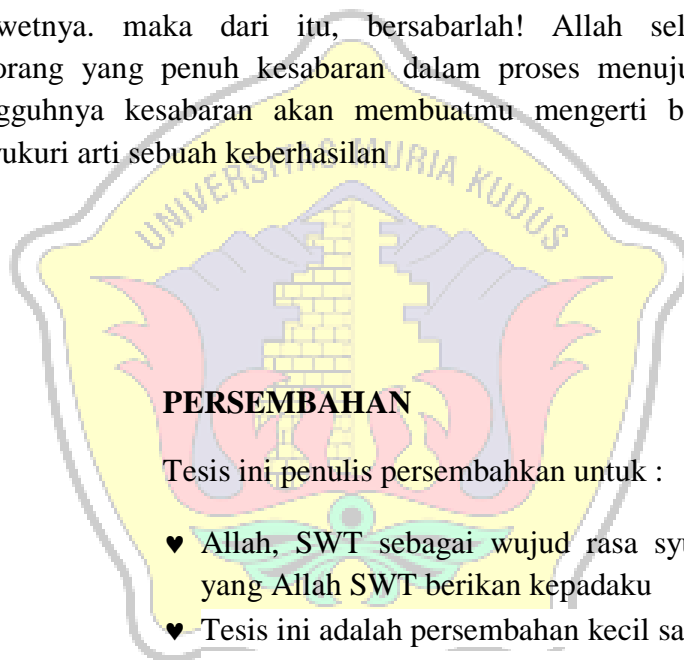 wetnya. maka dari itu, bersabarlah! Allah sel
orang yang penuh kesabaran dalam proses menuju
gguhnya kesabaran akan membuatmu mengerti b
yukuri arti sebuah keberhasilan
UNIVERSITAS MURIA KUDUS
PERSEMBAHAN
Tesis ini penulis persembahkan untuk :
♥ Allah, SWT sebagai wujud rasa syu
yang Allah SWT berikan kepadaku
♥ Tesis ini adalah persembahan kecil sa